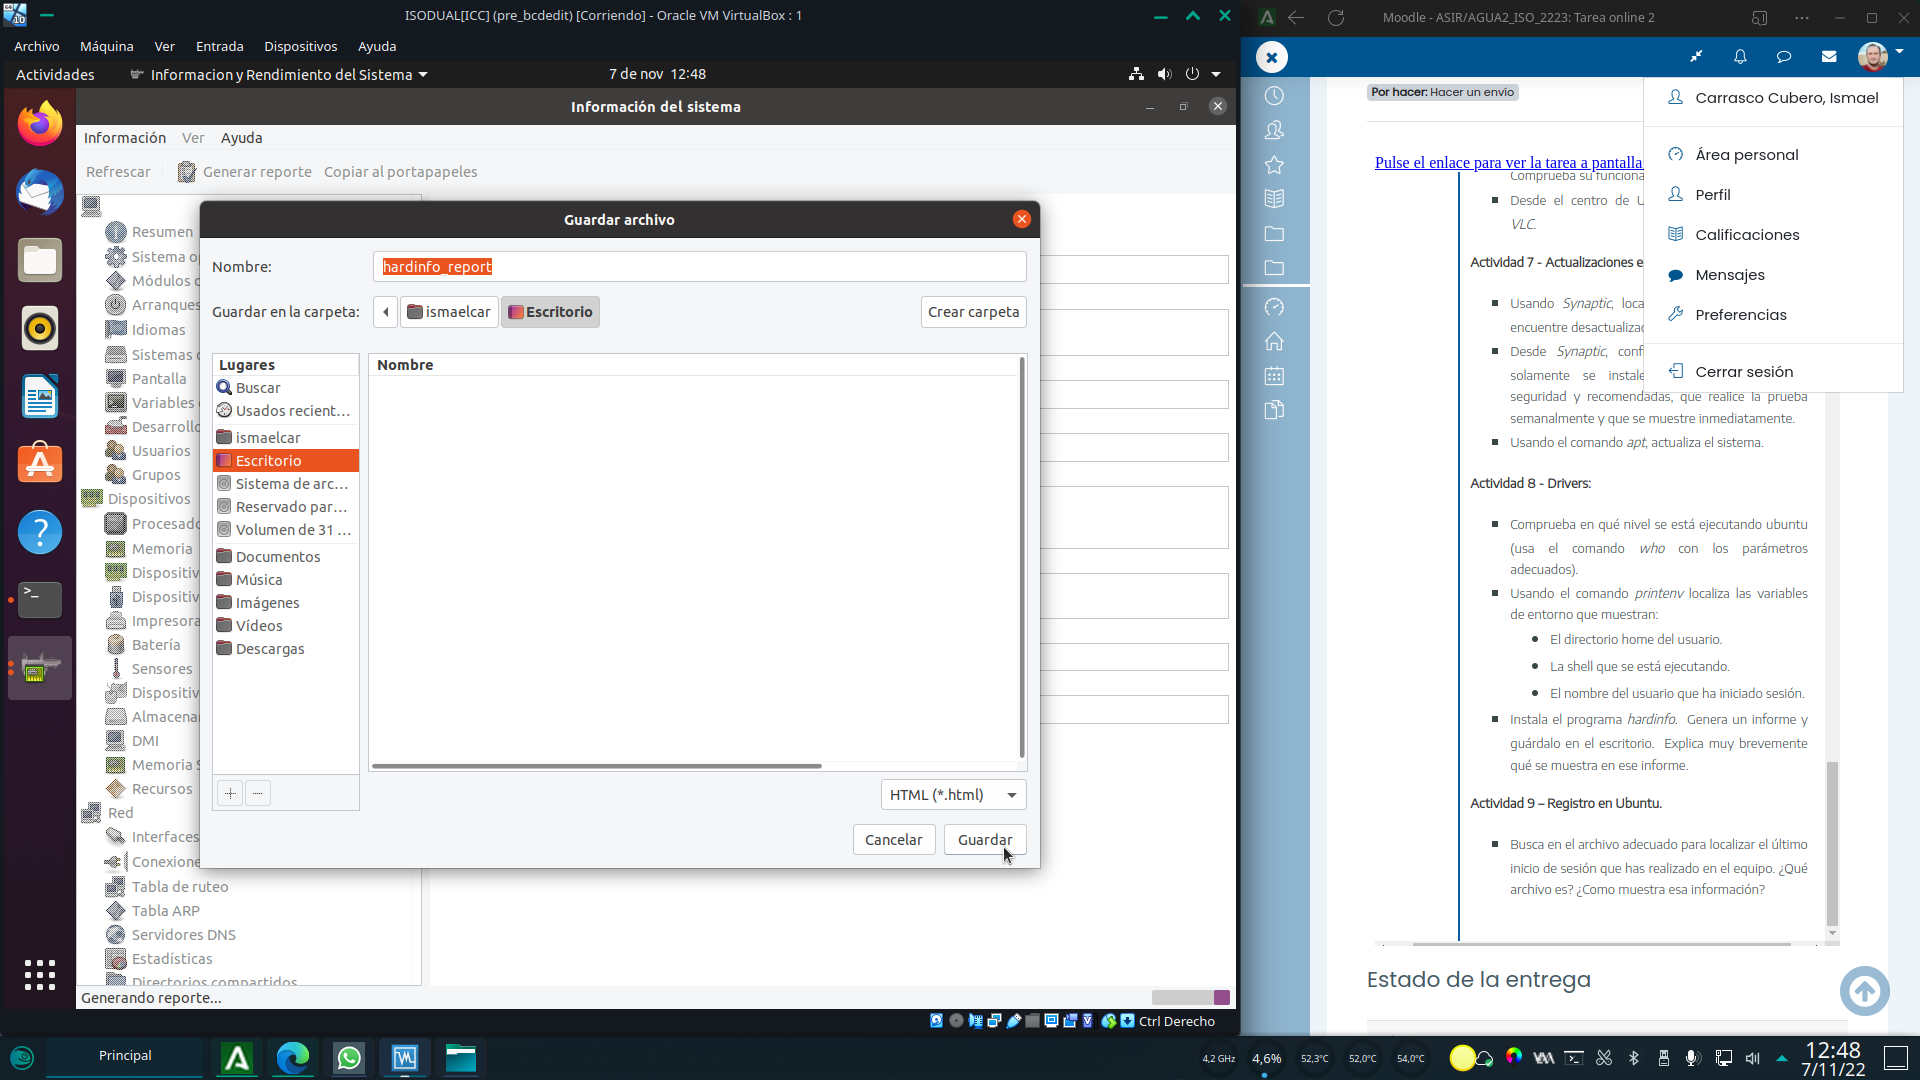 ISODUAL[ICC] (pre_bcdedit) [Corriendo] - Oracle VM VirtualBox : 1
Archivo Máquina Ver Entrada Dispositivos Ayuda
Actividades Informacion y Rendimiento del Sistema 7 de nov 12:48
Información del sistema
Información Ver Ayuda
Refrescar Generar reporte Copiar al portapapeles
Resumen
Sistema o
Módulos
Arranques
Idiomas
Sistemas
Pantalla
Variables
Desarrollo
Usuarios
Grupos
Dispositivos
Procesado
Memoria
Dispositiv
Dispositiv
Impresora
Batería
Sensores
Dispositiv
Almacena
DMI
Memoria S
Recursos
Red
Interfaces
Conexione
Tabla de ruteo
Tabla ARP
Servidores DNS
Estadísticas
Directorios compartidos
Generando reporte...
Guardar archivo
Nombre: hardinfo_report
Guardar en la carpeta: ismaelcar Escritorio Crear carpeta
Lugares
Buscar
Usados recient...
ismaelcar
Escritorio
Sistema de arc...
Reservado par...
Volumen de 31 ...
Documentos
Música
Imágenes
Vídeos
Descargas
Nombre
HTML (*.html)
Cancelar Guardar
Ctrl Derecho
Moodle - ASIR/AGUA2_ISO_2223: Tarea online 2
Por hacer: Hacer un envío
Carrasco Cubero, Ismael
Área personal
Perfil
Calificaciones
Mensajes
Preferencias
Cerrar sesión
Pulse el enlace para ver la tarea a pantalla
Comprueba su funciona
Desde el centro de U
VLC.
Actividad 7 - Actualizaciones e
Usando Synaptic, loca
encuentre desactualizad
Desde Synaptic, conf
solamente se instale
seguridad y recomendadas, que realice la prueba
semanalmente y que se muestre inmediatamente.
Usando el comando apt, actualiza el sistema.
Actividad 8 - Drivers:
Comprueba en qué nivel se está ejecutando ubuntu
(usa el comando who con los parámetros
adecuados).
Usando el comando printenv localiza las variables
de entorno que muestran:
El directorio home del usuario.
La shell que se está ejecutando.
El nombre del usuario que ha iniciado sesión.
Instala el programa hardinfo. Genera un informe y
guárdalo en el escritorio. Explica muy brevemente
qué se muestra en ese informe.
Actividad 9 – Registro en Ubuntu.
Busca en el archivo adecuado para localizar el último
inicio de sesión que has realizado en el equipo. ¿Qué
archivo es? ¿Como muestra esa información?
Estado de la entrega
Principal
4,2 GHz 4,6% 52,3°C 52,0°C 54,0°C
12:48
7/11/22